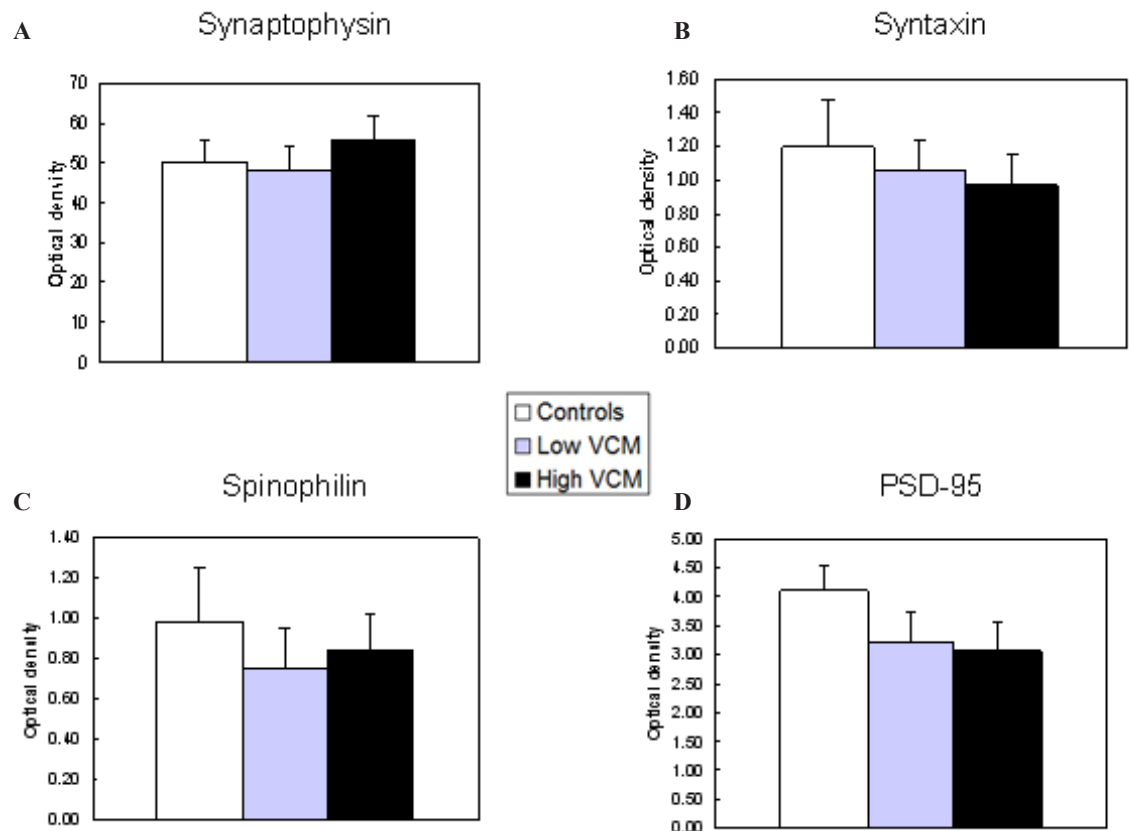 A
Synaptophysin
70
60
50
40
30
20
10
0
Optical density
B
Syntaxin
1.60
1.40
1.20
1.00
0.80
0.60
0.40
0.20
0.00
Optical density
Controls
Low VCM
High VCM
C
Spinophilin
1.40
1.20
1.00
0.80
0.60
0.40
0.20
0.00
Optical density
D
PSD-95
5.00
4.50
4.00
3.50
3.00
2.50
2.00
1.50
1.00
0.50
0.00
Optical density